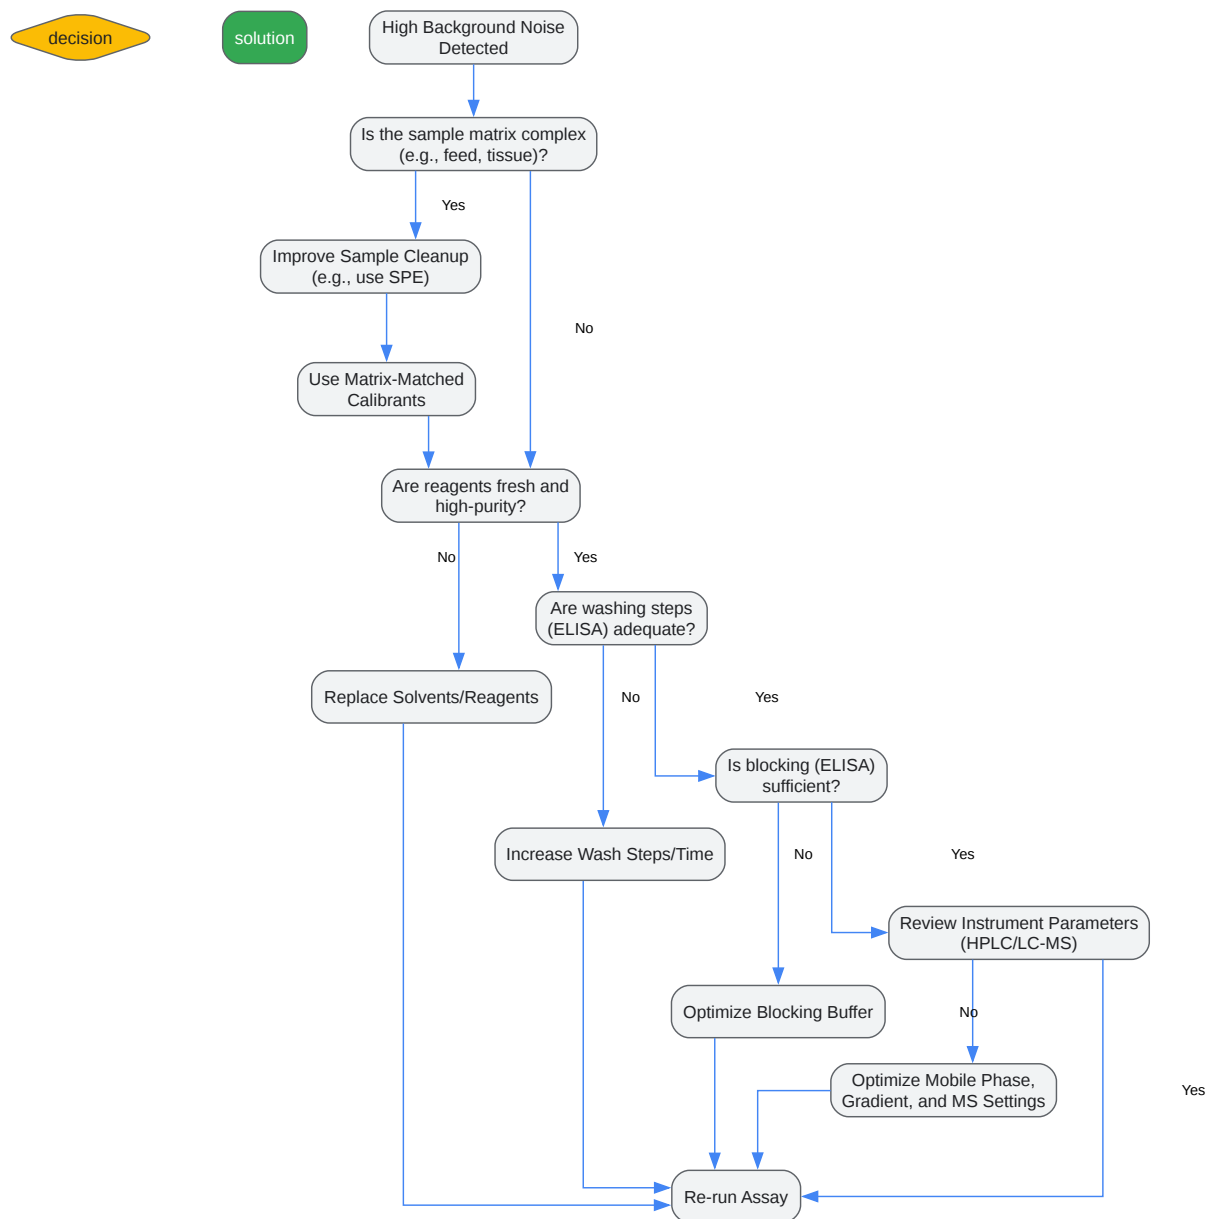 decision
solution
High Background Noise
Detected
Is the sample matrix complex
(e.g., feed, tissue)?
Yes
Improve Sample Cleanup
(e.g., use SPE)
No
Use Matrix-Matched
Calibrants
Are reagents fresh and
high-purity?
No
Yes
Are washing steps
(ELISA) adequate?
Replace Solvents/Reagents
No
Yes
Is blocking (ELISA)
sufficient?
Increase Wash Steps/Time
No
Yes
Review Instrument Parameters
(HPLC/LC-MS)
Optimize Blocking Buffer
No
Optimize Mobile Phase,
Gradient, and MS Settings
Yes
Re-run Assay